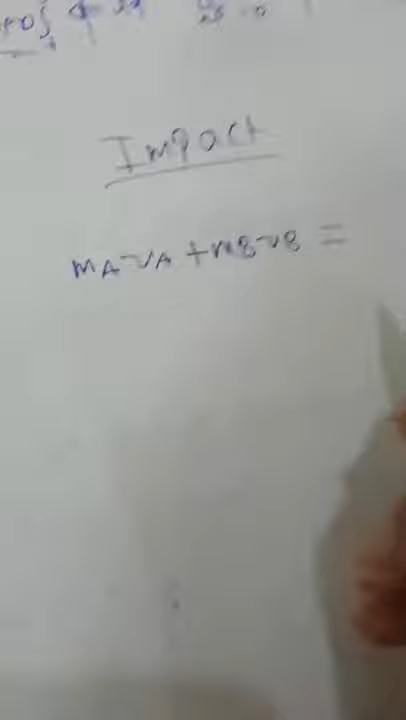 Impact
mAvA + mBvB =